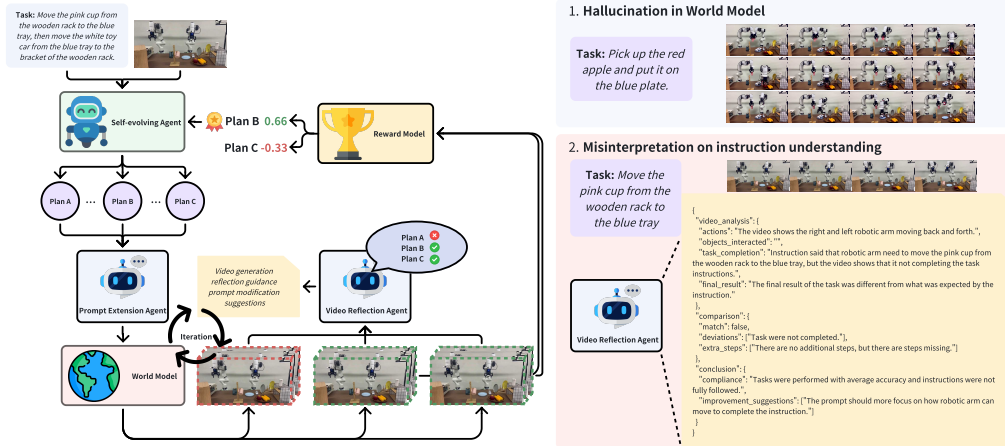 Task: Move the pink cup from
the wooden rack to the blue
tray, then move the white toy
car from the blue tray to the
bracket of the wooden rack.
Self-evolving Agent
Plan B 0.66
Plan C -0.33
Reward Model
Plan A
...
Plan B
...
Plan C
Prompt Extension Agent
Video generation
reflection guidance
prompt modification
suggestions
Plan A
Plan B
Plan C
Video Reflection Agent
Iteration
World Model
1. Hallucination in World Model
Task: Pick up the red
apple and put it on
the blue plate.
2. Misinterpretation on instruction understanding
Task: Move the
pink cup from the
wooden rack to
the blue tray
Video Reflection Agent
{
"video_analysis": {
"actions": "The video shows the right and left robotic arm moving back and forth.",
"objects_interacted": "",
"task_completion": "Instruction said that robotic arm need to move the pink cup from
the wooden rack to the blue tray, but the video shows that it not completing the task
instructions.",
"final_result": "The final result of the task was different from what was expected by the
instruction."
},
"comparison": {
"match": false,
"deviations": ["Task were not completed."],
"extra_steps": ["There are no additional steps, but there are steps missing."]
},
"conclusion": {
"compliance": "Tasks were performed with average accuracy and instructions were not
fully followed.",
"improvement_suggestions": ["The prompt should more focus on how robotic arm can
move to complete the instruction."]
}
}